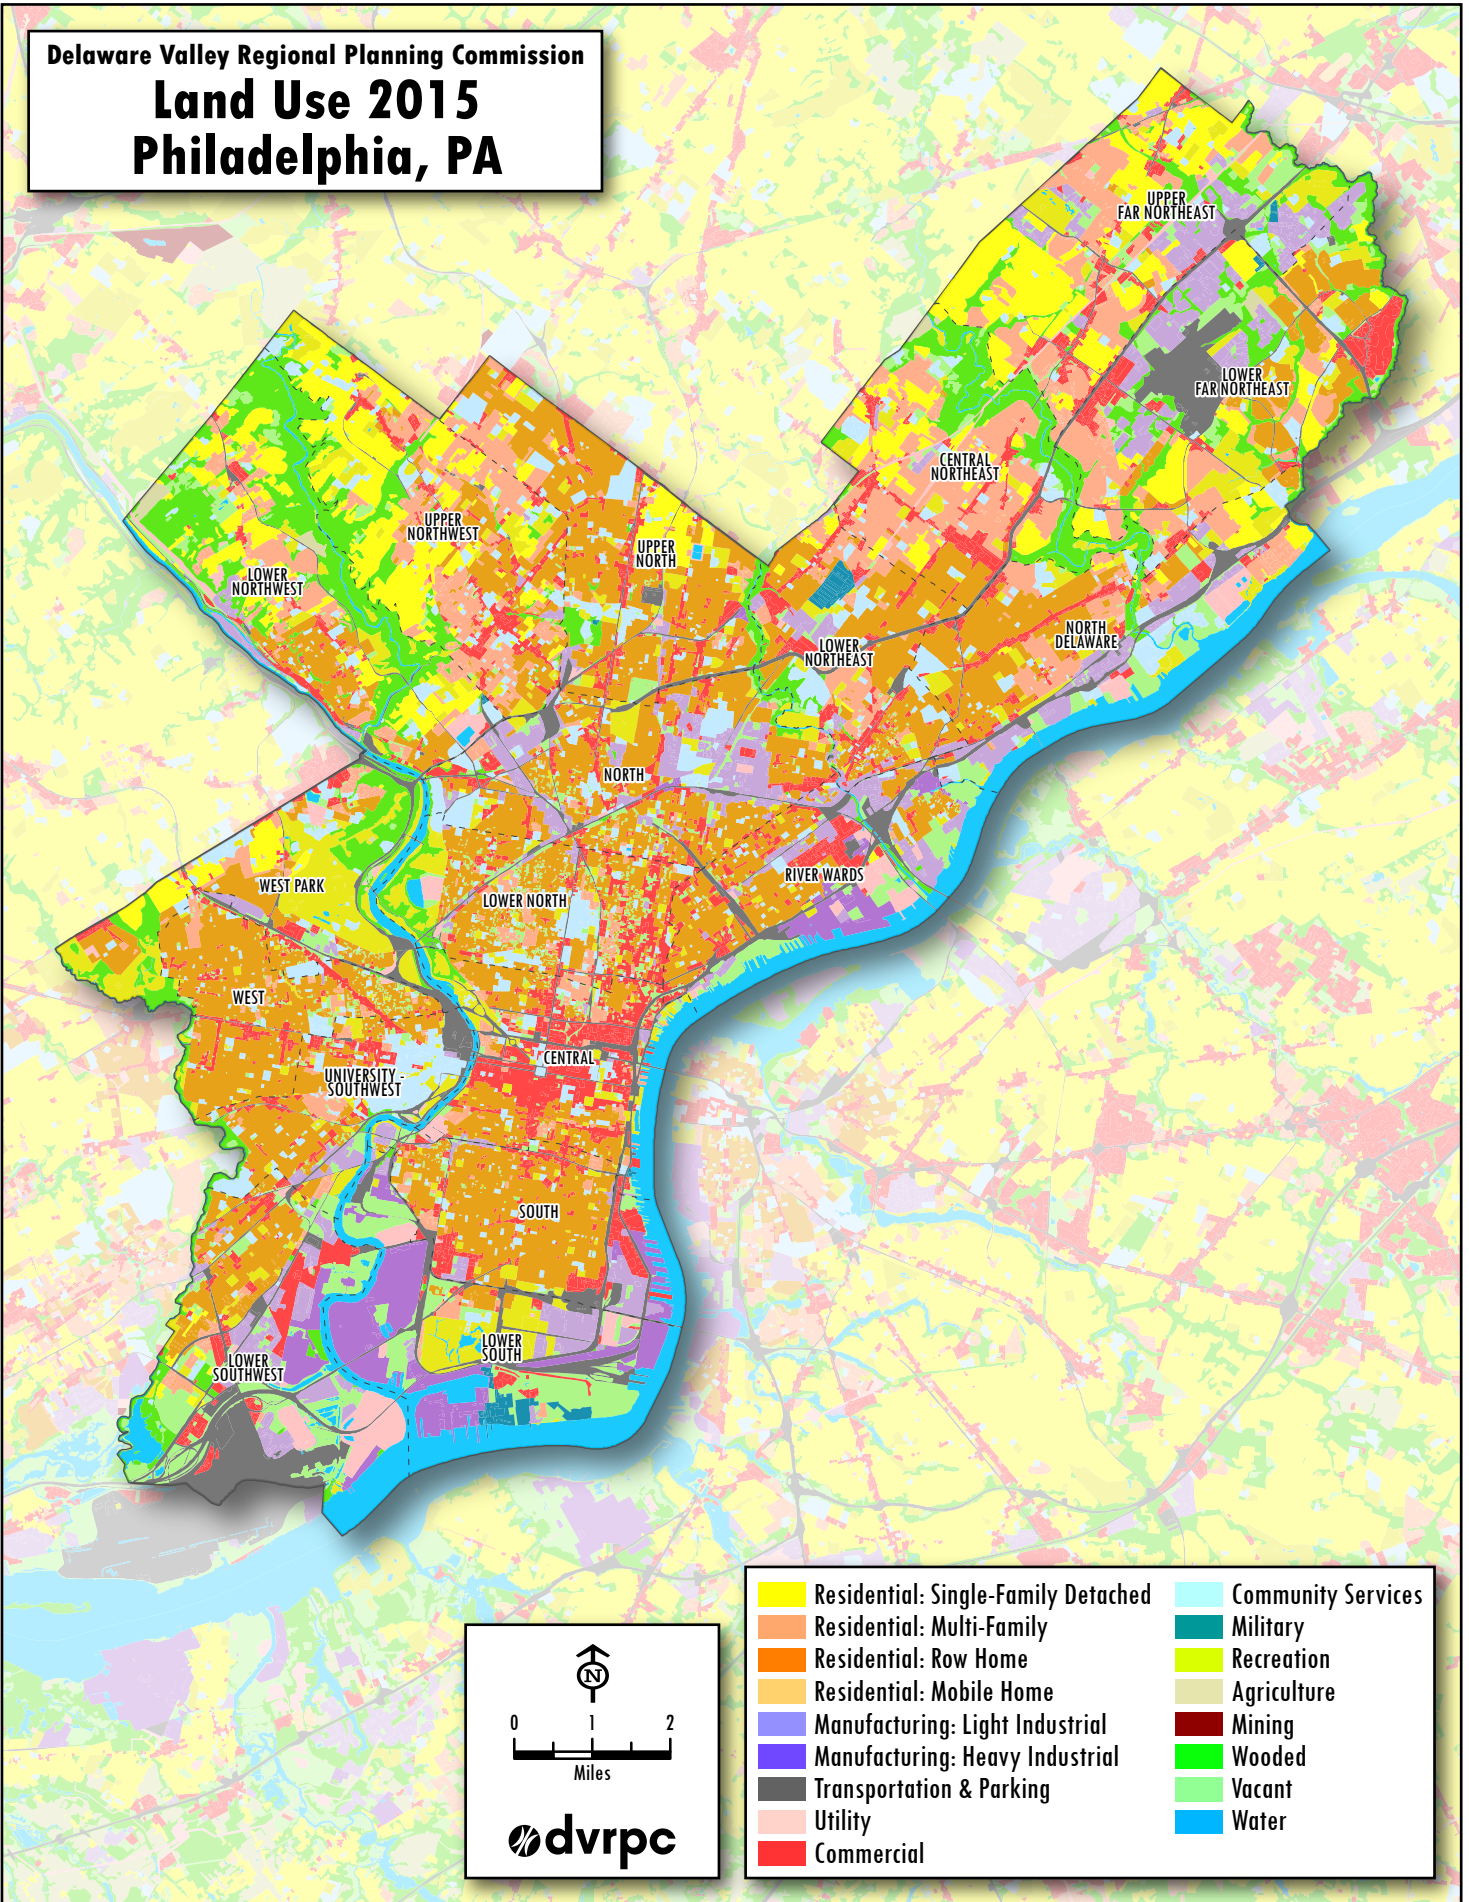 Delaware Valley Regional Planning Commission
Land Use 2015
Philadelphia, PA
UPPER
FAR NORTHEAST
LOWER
FAR NORTHEAST
CENTRAL
NORTHEAST
UPPER
NORTHWEST
UPPER
NORTH
LOWER
NORTHWEST
NORTH
DELAWARE
LOWER
NORTHEAST
NORTH
RIVER WARDS
WEST PARK
LOWER NORTH
WEST
CENTRAL
UNIVERSITY -
SOUTHWEST
SOUTH
LOWER
SOUTH
LOWER
SOUTHWEST
N
0 1 2
Miles
dvrpc
Residential: Single-Family Detached
Residential: Multi-Family
Residential: Row Home
Residential: Mobile Home
Manufacturing: Light Industrial
Manufacturing: Heavy Industrial
Transportation & Parking
Utility
Commercial
Community Services
Military
Recreation
Agriculture
Mining
Wooded
Vacant
Water